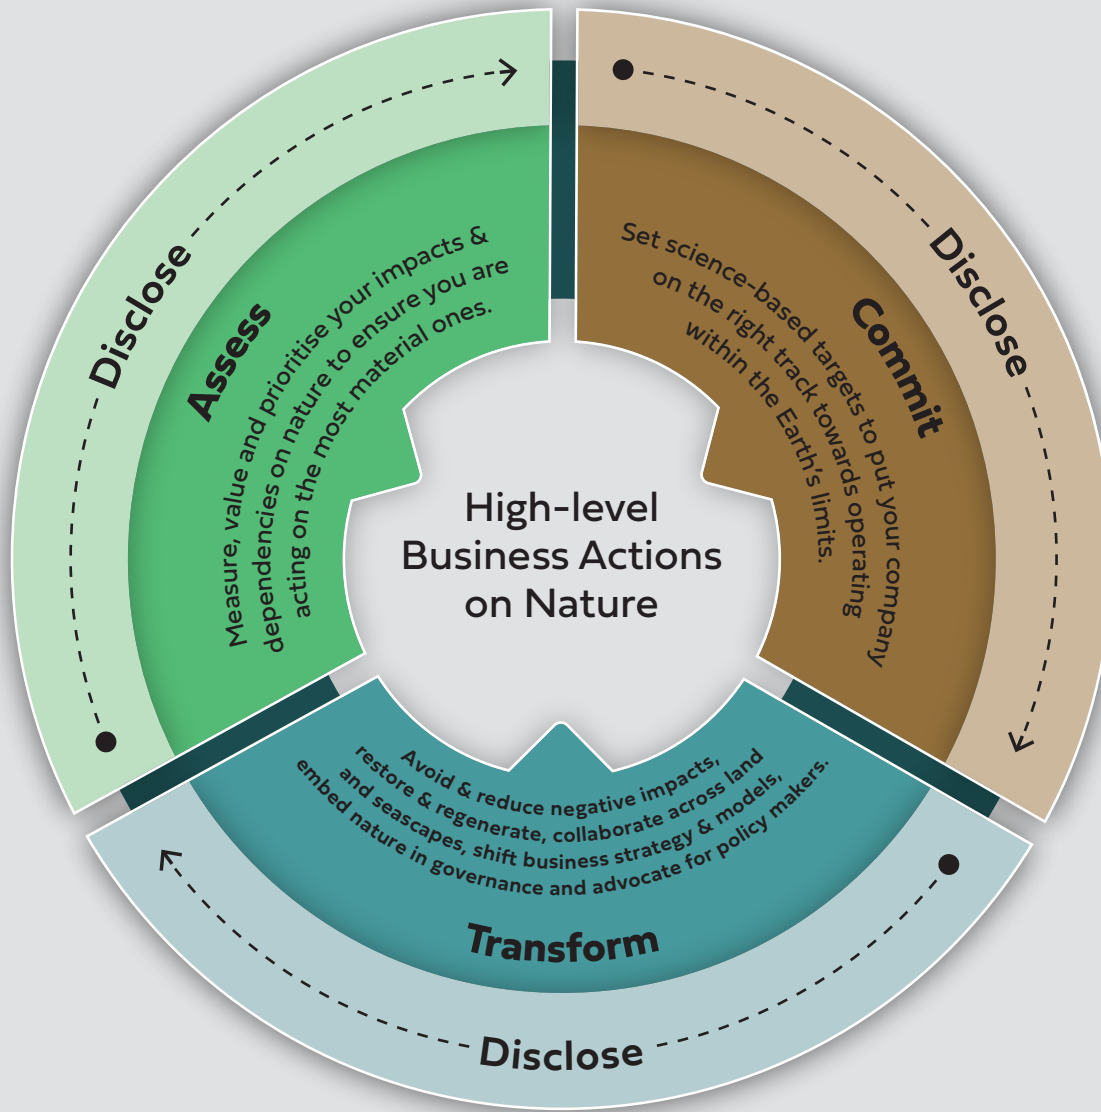 High-level
Business Actions
on Nature
Disclose
Assess
Measure, value and prioritise your impacts &
dependencies on nature to ensure you are
acting on the most material ones.
Disclose
Commit
Set science-based targets to put your company
on the right track towards operating
within the Earth's limits.
Avoid & reduce negative impacts,
restore & regenerate, collaborate across land
and seascapes, shift business strategy & models,
embed nature in governance and advocate for policy makers.
Transform
Disclose